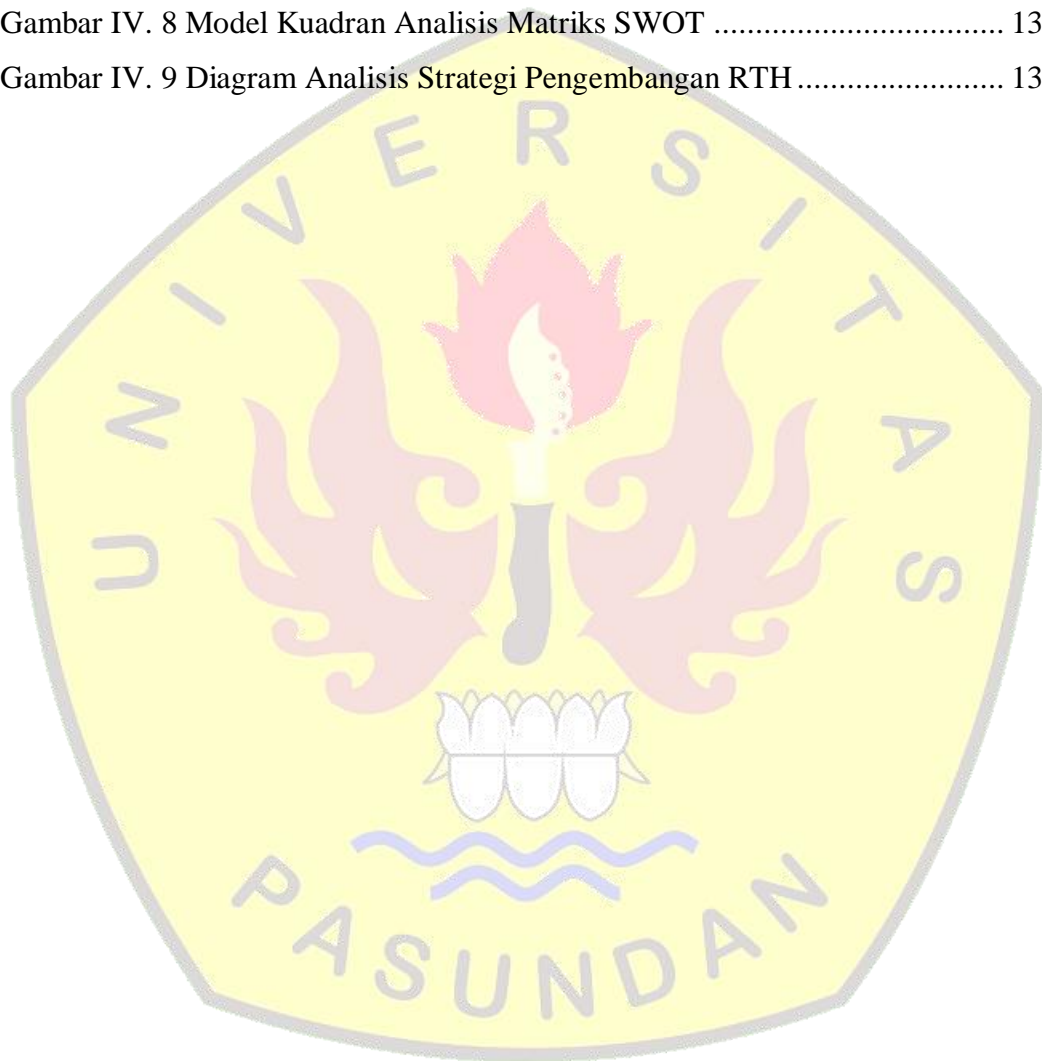 Gambar IV. 8 Model Kuadran Analisis Matriks SWOT ................................... 13
Gambar IV. 9 Diagram Analisis Strategi Pengembangan RTH ......................... 13
UNIVERSITAS
PASUNDAN